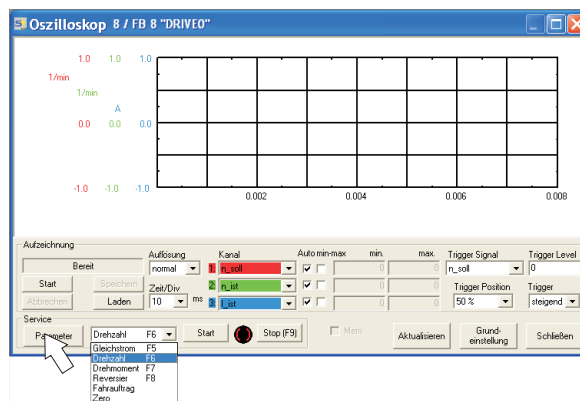 Oszilloskop 8 / FB 8 "DRIVE0"
1.0 1.0 1.0
1/min
1/min
A
0.0 0.0 0.0
-1.0 -1.0 -1.0
0.002 0.004 0.006 0.008
Aufzeichnung
Bereit
Start Speichern
Abbrechen Laden
Auflösung
normal
Zeit/Div
10 ms
Kanal Auto min-max min. max.
1: n_soll 0 0
2: n_ist 0 0
3: I_ist 0 0
Trigger Signal Trigger Level
n_soll 0
Trigger Position Trigger
50 % steigend
Service
Parameter Drehzahl F6 Start Stop (F9) Mem. Aktualisieren Grund-
einstellung Schließen
Gleichstrom F5
Drehzahl F6
Drehmoment F7
Reversier F8
Fahrauftrag
Zero